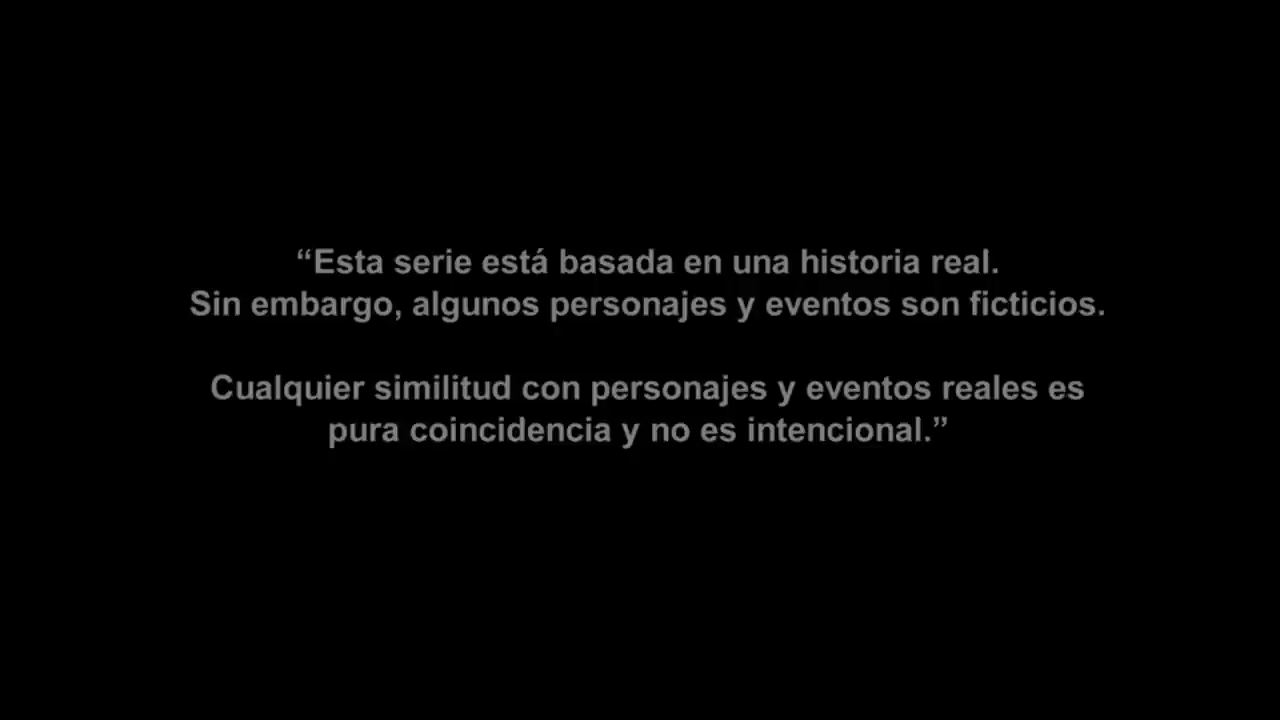 “Esta serie está basada en una historia real.
Sin embargo, algunos personajes y eventos son ficticios.
Cualquier similitud con personajes y eventos reales es
pura coincidencia y no es intencional.”